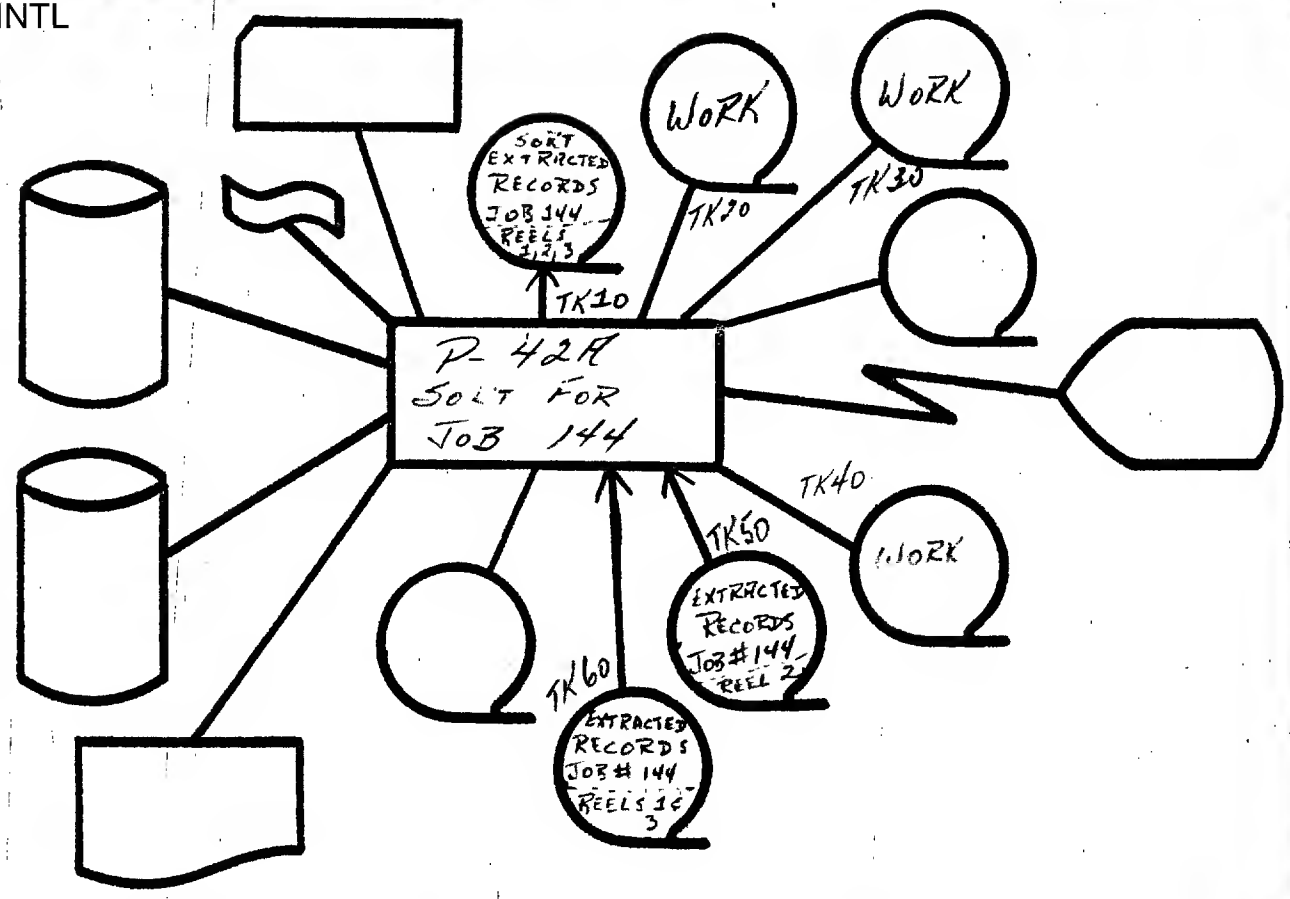 INTL
WORK
WORK
SORT
EXTRACTED
RECORDS
JOB 144
REELS
1,2,3
TK10
TK20
TK30
P- 42A
SORT FOR
JOB 144
TK40
WORK
TK50
EXTRACTED
RECORDS
JOB # 144
REEL 2
TK60
EXTRACTED
RECORDS
JOB # 144
REELS 1 &
3